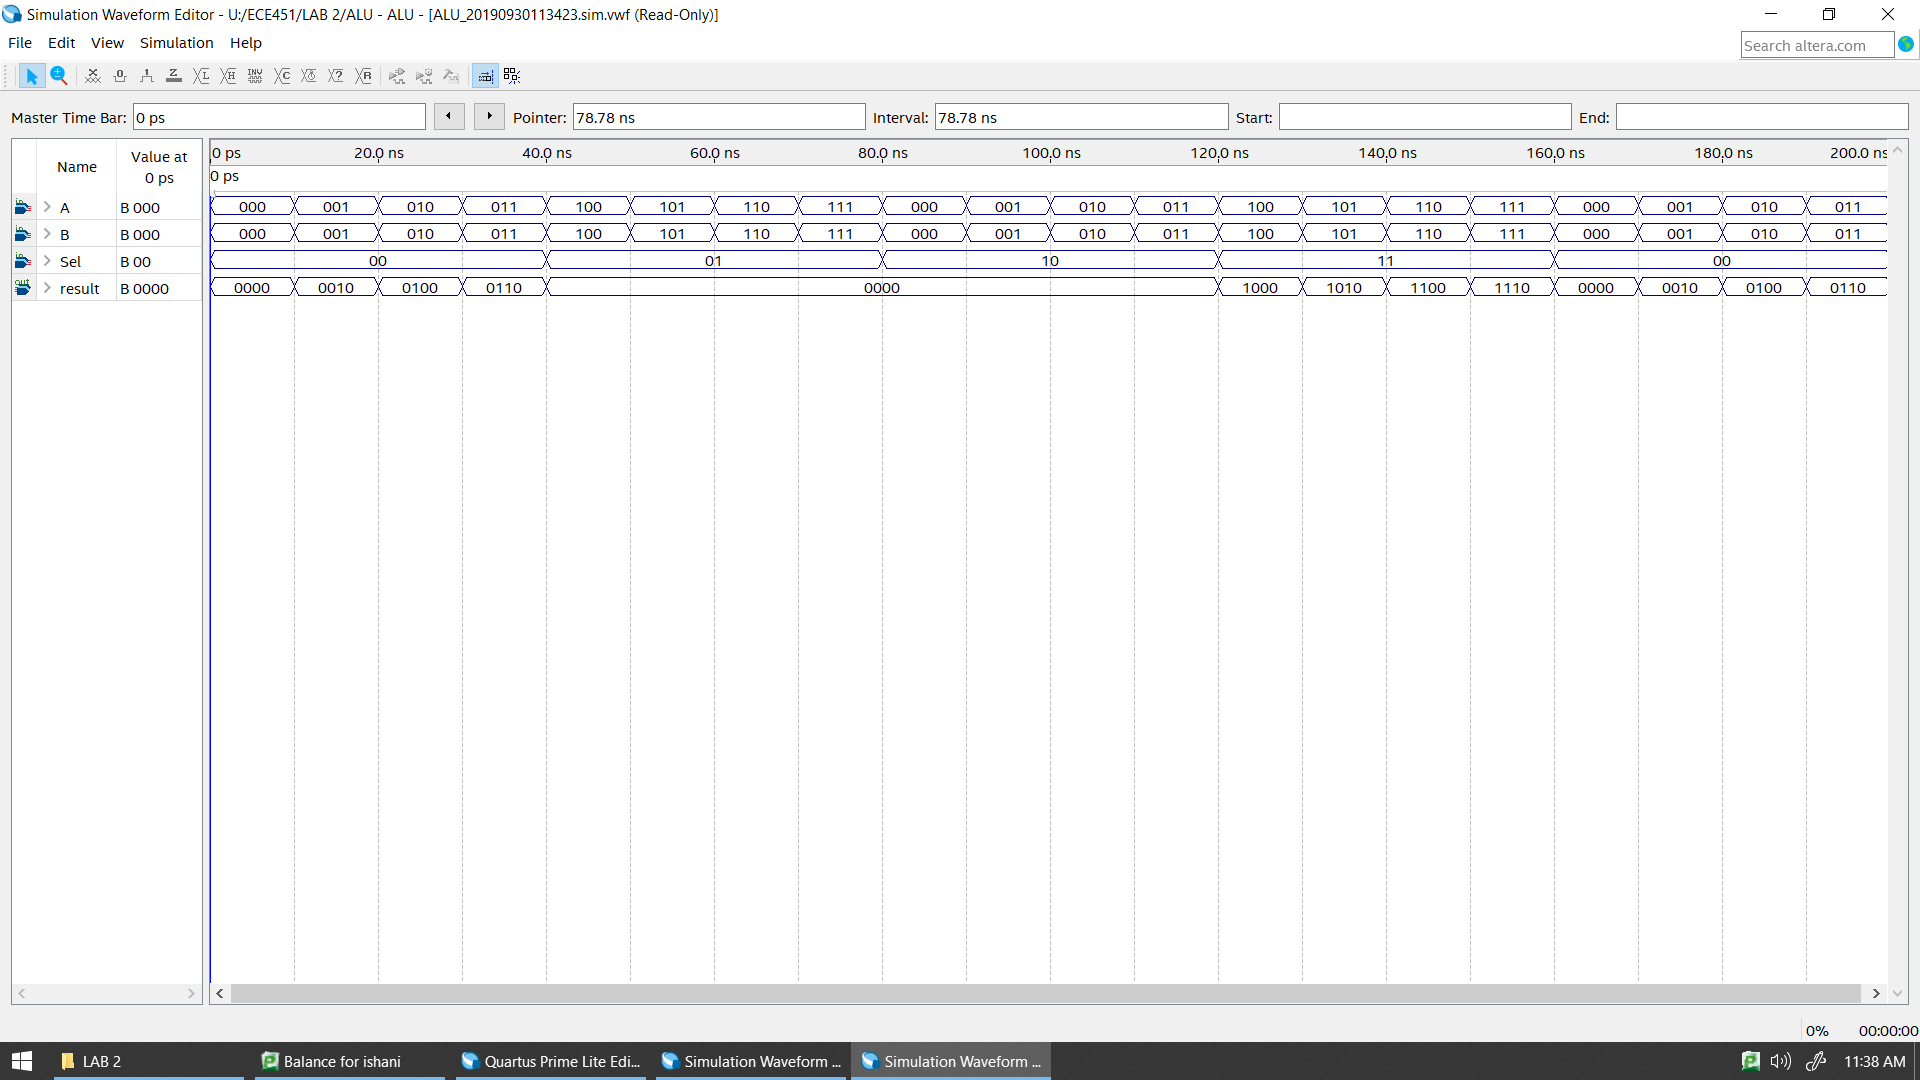 Simulation Waveform Editor - U:/ECE451/LAB 2/ALU - ALU - [ALU_20190930113423.sim.vwf (Read-Only)]
File Edit View Simulation Help
Search altera.com
Master Time Bar: 0 ps Pointer: 78.78 ns Interval: 78.78 ns Start: End:
Name Value at 0 ps
0 ps 20.0 ns 40.0 ns 60.0 ns 80.0 ns 100.0 ns 120.0 ns 140.0 ns 160.0 ns 180.0 ns 200.0 ns
0 ps
A B 000 000 001 010 011 100 101 110 111 000 001 010 011 100 101 110 111 000 001 010 011
B B 000 000 001 010 011 100 101 110 111 000 001 010 011 100 101 110 111 000 001 010 011
Sel B 00 00 01 10 11 00
result B 0000 0000 0010 0100 0110 0000 1000 1010 1100 1110 0000 0010 0100 0110
0% 00:00:00
LAB 2 Balance for ishani Quartus Prime Lite Edi... Simulation Waveform ... Simulation Waveform ... 11:38 AM